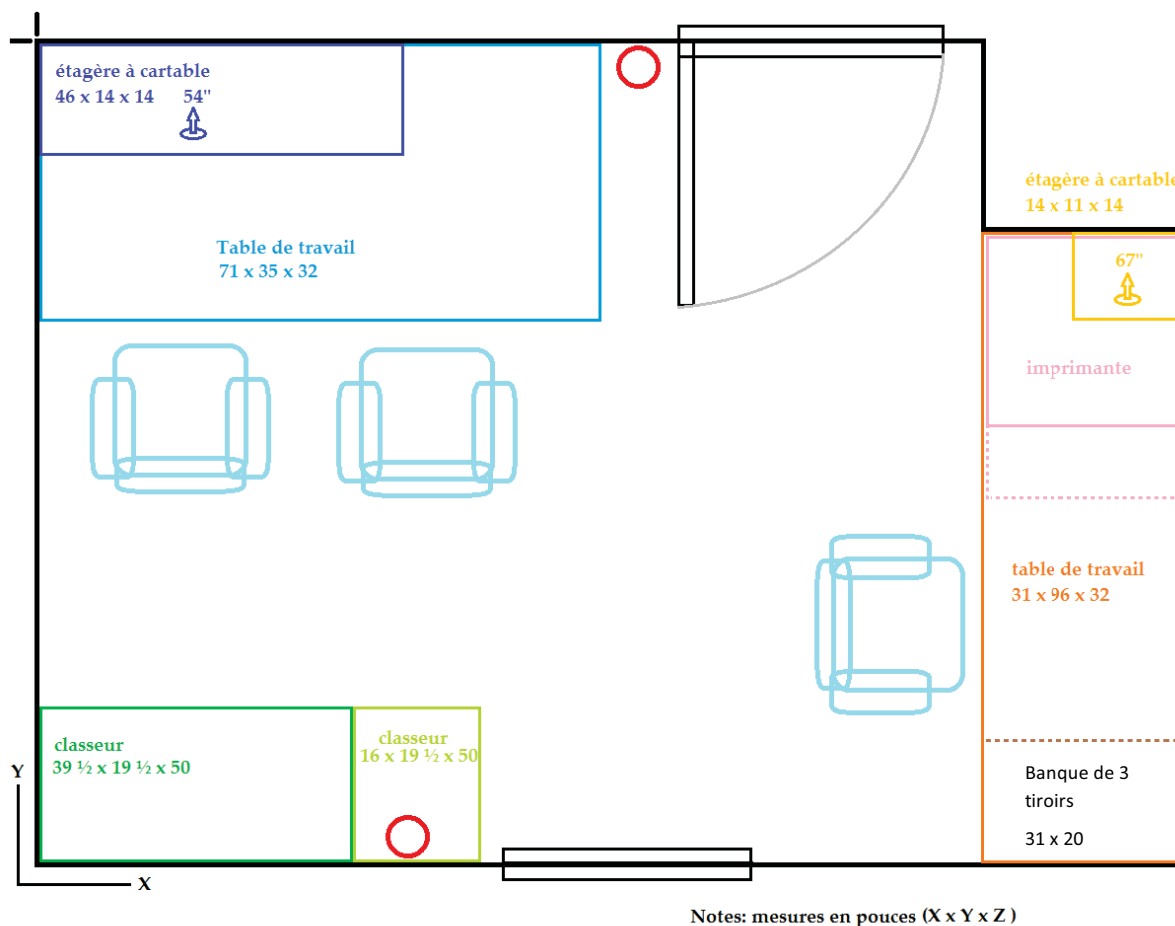 étagère à cartable
46 x 14 x 14 54"
étagère à cartable
14 x 11 x 14
Table de travail
71 x 35 x 32
67"
imprimante
table de travail
31 x 96 x 32
classeur
39 ½ x 19 ½ x 50
classeur
16 x 19 ½ x 50
Banque de 3
tiroirs
31 x 20
Y
X
Notes: mesures en pouces (X x Y x Z )